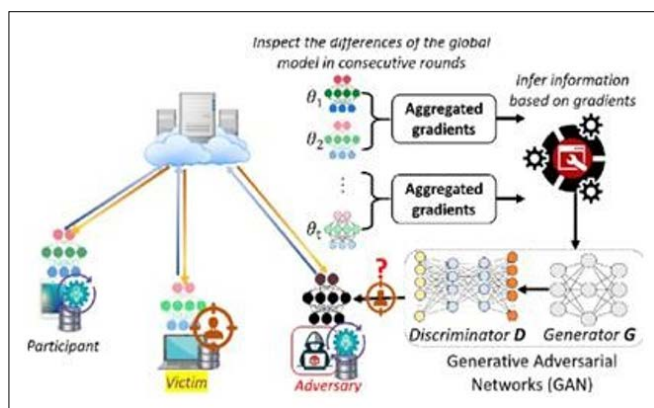 Inspect the differences of the global
model in consecutive rounds
Infer information
based on gradients
θ1
Aggregated
gradients
θ2
⋮
Aggregated
gradients
θt
?
Participant
Victim
Adversary
Discriminator D
Generator G
Generative Adversarial
Networks (GAN)